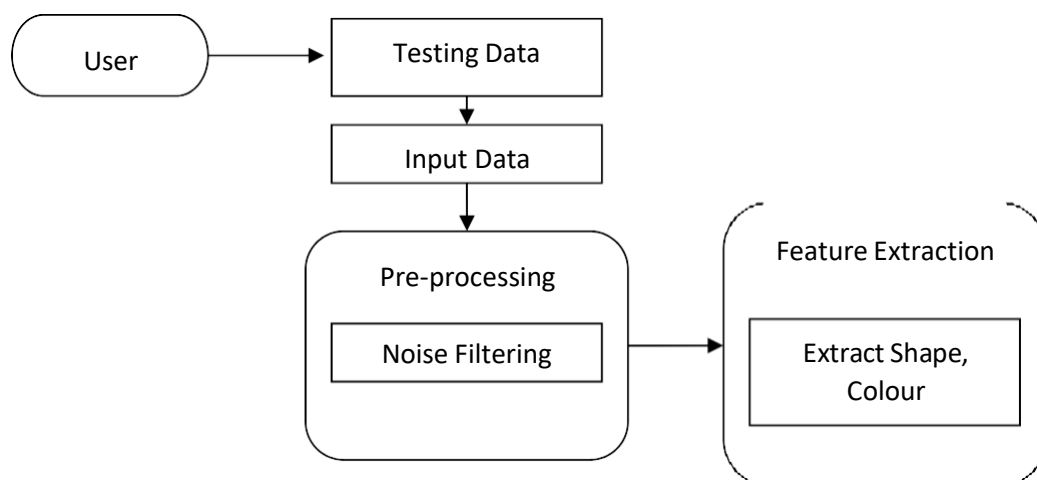 User
Testing Data
Input Data
Pre-processing
Noise Filtering
Feature Extraction
Extract Shape,
Colour